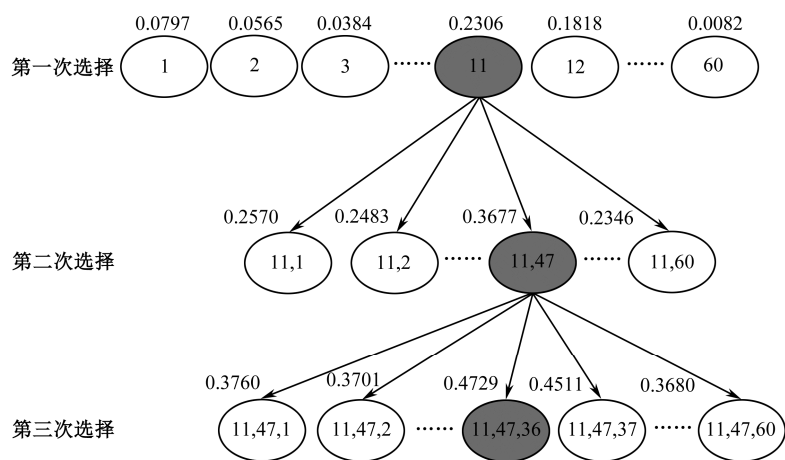 0.0797 0.0565 0.0384 0.2306 0.1818 0.0082
第一次选择 1 2 3 …… 11 12 …… 60
0.2570 0.2483 0.3677 0.2346
第二次选择 11,1 11,2 …… 11,47 …… 11,60
0.3760 0.3701 0.4729 0.4511 0.3680
第三次选择 11,47,1 11,47,2 …… 11,47,36 11,47,37 …… 11,47,60